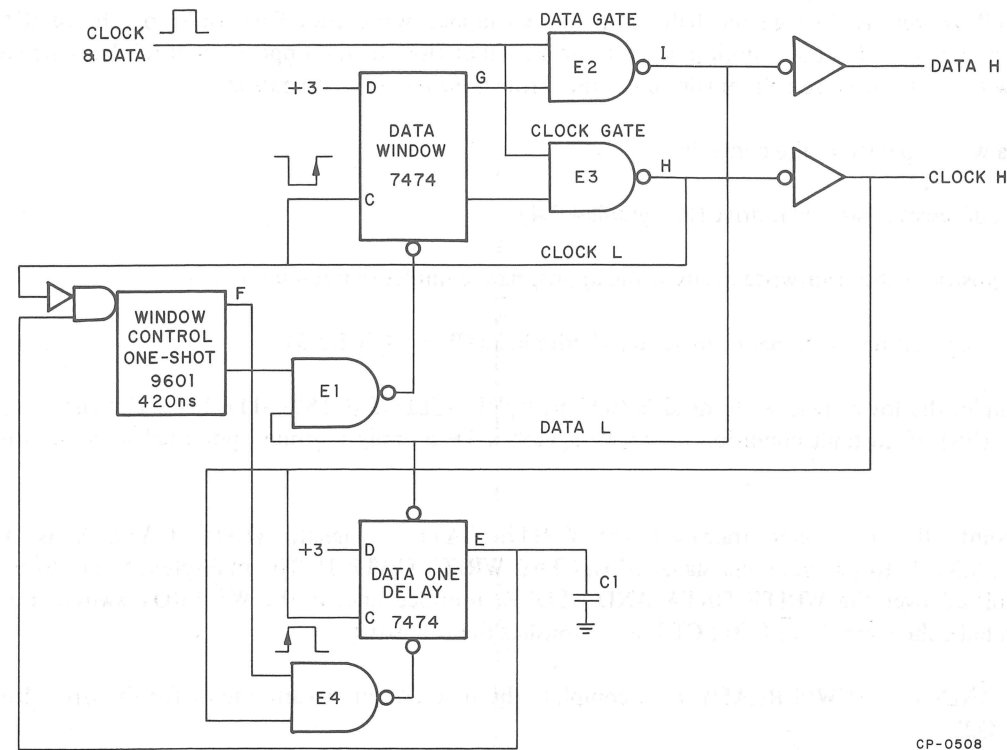 CLOCK
& DATA
DATA GATE
E2
I
DATA H
+3
D
G
DATA
WINDOW
7474
C
CLOCK GATE
E3
H
CLOCK H
CLOCK L
F
WINDOW
CONTROL
ONE-SHOT
9601
420ns
E1
DATA L
+3
D
E
DATA ONE
DELAY
7474
C
C1
E4
CP-0508